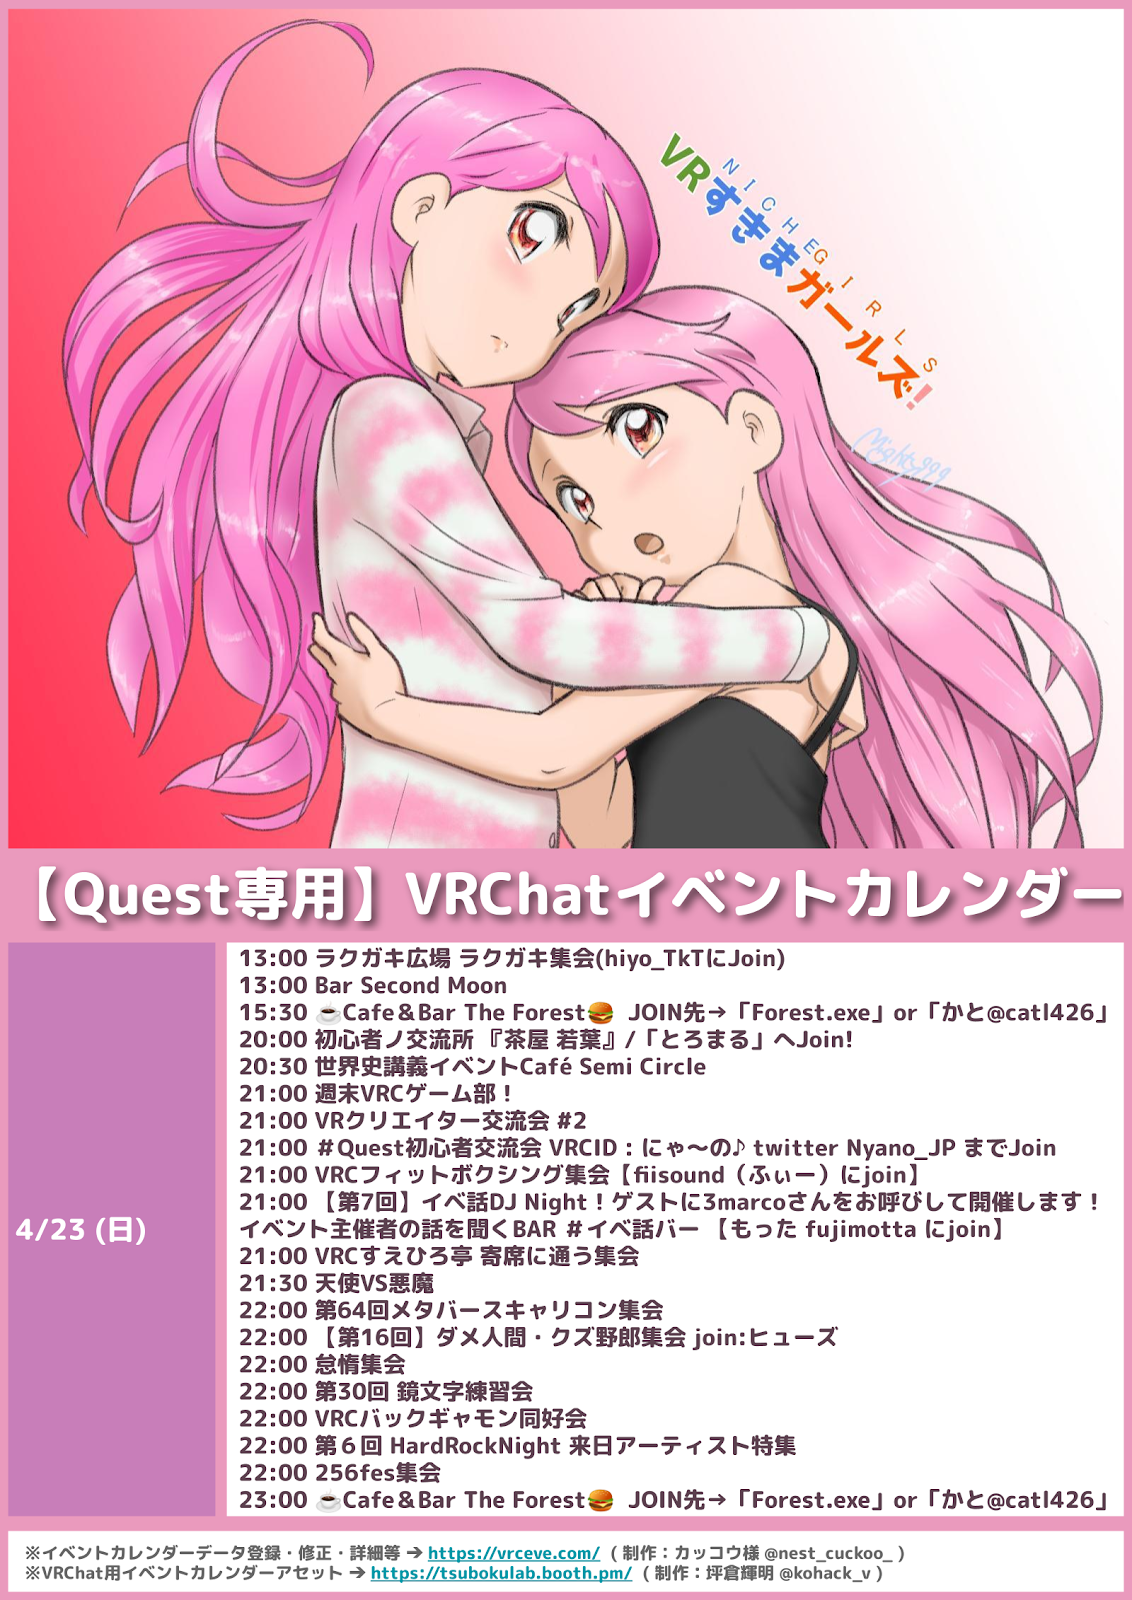 NICHE GIRLS
VRすきまガールズ!
Mighty999
【Quest専用】VRChatイベントカレンダー
4/23 (日)
13:00 ラクガキ広場 ラクガキ集会(hiyo_TkTにJoin)
13:00 Bar Second Moon
15:30 ☕Cafe＆Bar The Forest🍔 JOIN先→「Forest.exe」or「かと@catl426」
20:00 初心者ノ交流所 『茶屋 若葉』/「とろまる」へJoin!
20:30 世界史講義イベントCafé Semi Circle
21:00 週末VRCゲーム部！
21:00 VRクリエイター交流会 #2
21:00 ＃Quest初心者交流会 VRCID：にゃ〜の♪ twitter Nyano_JP までJoin
21:00 VRCフィットボクシング集会【fiisound（ふぃー）にjoin】
21:00 【第7回】イベ話DJ Night！ゲストに3marcoさんをお呼びして開催します！
イベント主催者の話を聞くBAR ＃イベ話バー 【もった fujimotta にjoin】
21:00 VRCすえひろ亭 寄席に通う集会
21:30 天使VS悪魔
22:00 第64回メタバースキャリコン集会
22:00 【第16回】ダメ人間・クズ野郎集会 join:ヒューズ
22:00 怠惰集会
22:00 第30回 鏡文字練習会
22:00 VRCバックギャモン同好会
22:00 第６回 HardRockNight 来日アーティスト特集
22:00 256fes集会
23:00 ☕Cafe＆Bar The Forest🍔 JOIN先→「Forest.exe」or「かと@catl426」
※イベントカレンダーデータ登録・修正・詳細等 ➔ https://vrceve.com/ （制作：カッコウ様 @nest_cuckoo_ ）
※VRChat用イベントカレンダーアセット ➔ https://tsubokulab.booth.pm/ （制作：坪倉輝明 @kohack_v ）